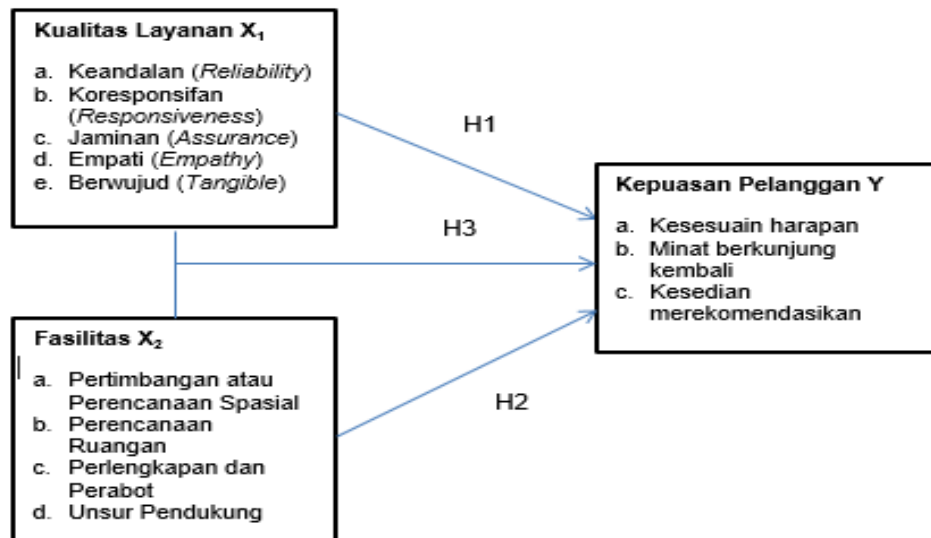 Kualitas Layanan X₁
a. Keandalan (Reliability)
b. Koresponsifan
(Responsiveness)
c. Jaminan (Assurance)
d. Empati (Empathy)
e. Berwujud (Tangible)
H1
Kepuasan Pelanggan Y
a. Kesesuain harapan
b. Minat berkunjung
kembali
c. Kesedian
merekomendasikan
H3
Fasilitas X₂
a. Pertimbangan atau
Perencanaan Spasial
b. Perencanaan
Ruangan
c. Perlengkapan dan
Perabot
d. Unsur Pendukung
H2